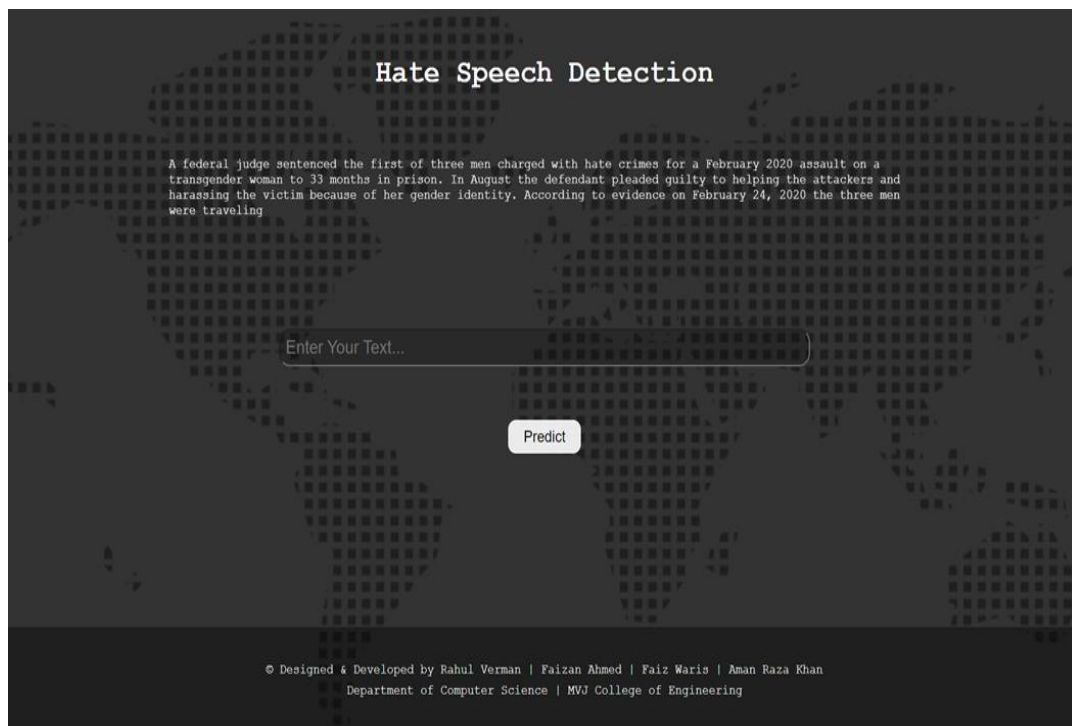 Hate Speech Detection
A federal judge sentenced the first of three men charged with hate crimes for a February 2020 assault on a
transgender woman to 33 months in prison. In August the defendant pleaded guilty to helping the attackers and
harassing the victim because of her gender identity. According to evidence on February 24, 2020 the three men
were traveling
Enter Your Text...
Predict
© Designed & Developed by Rahul Verman | Faizan Ahmed | Faiz Waris | Aman Raza Khan
Department of Computer Science | MVJ College of Engineering